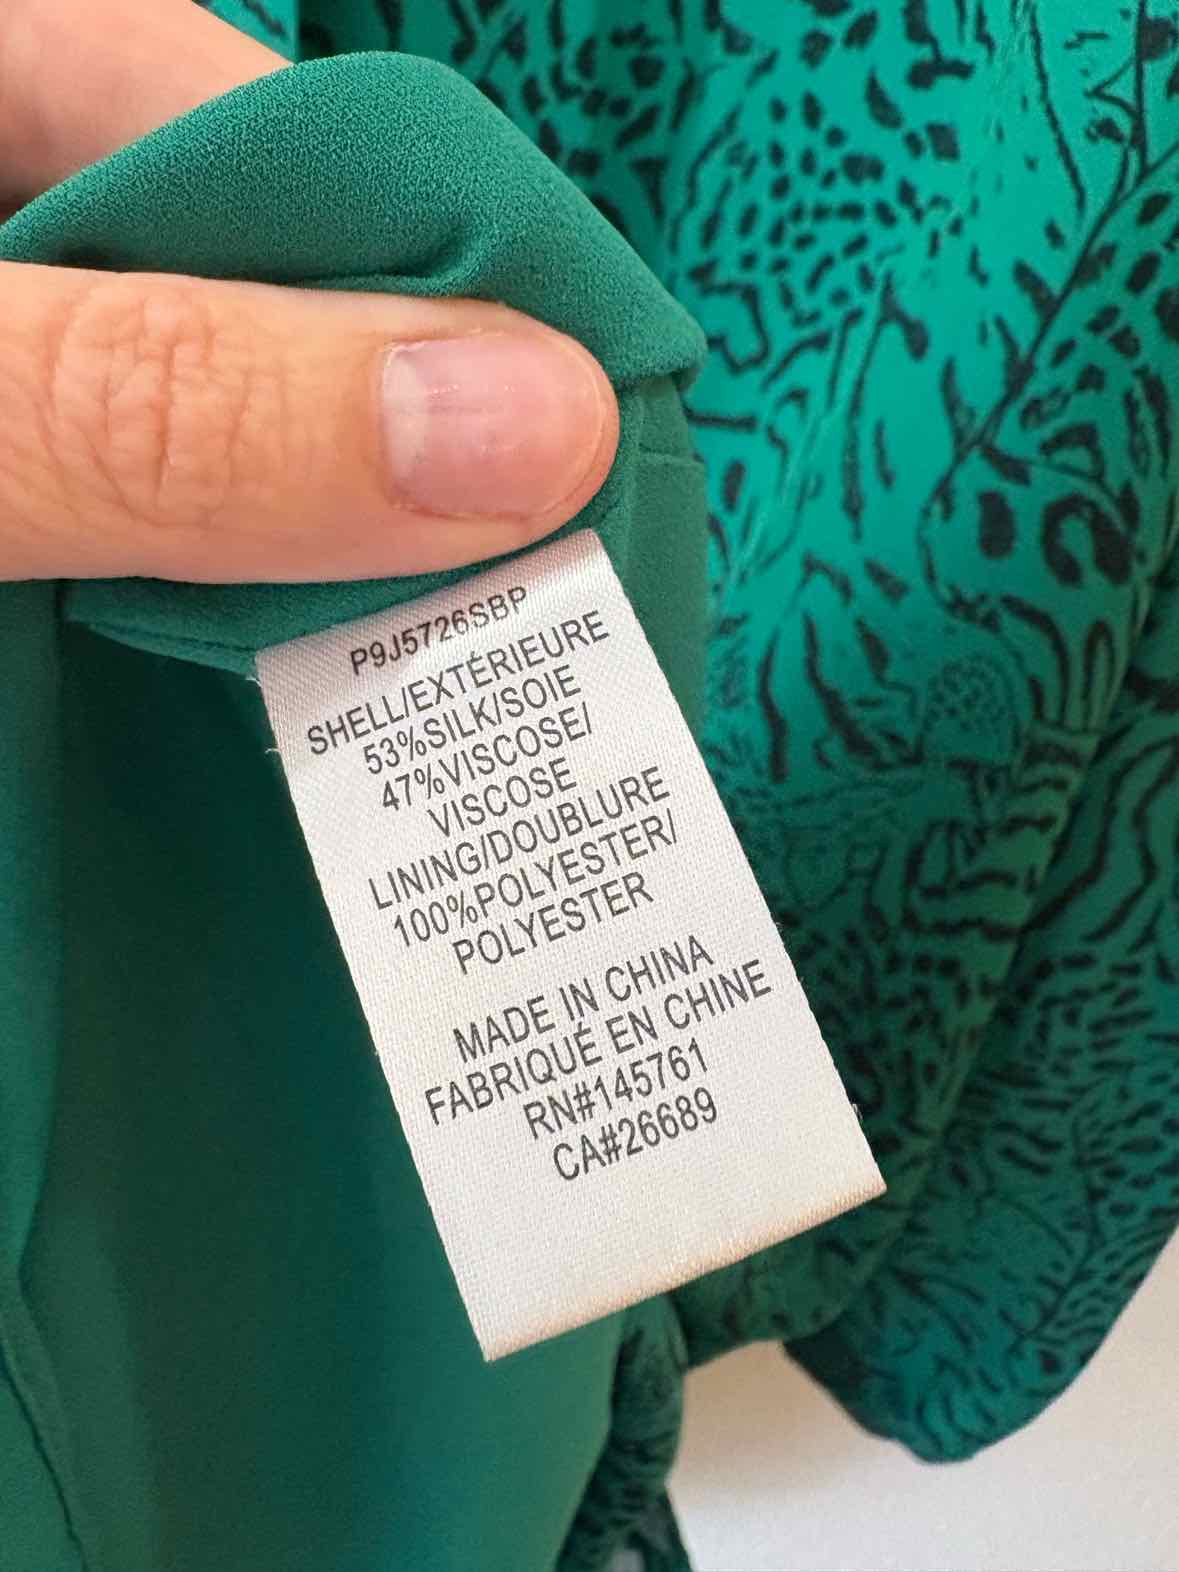 P9J5726SBP
SHELL/EXTÉRIEURE
53%SILK/SOIE
47%VISCOSE/
VISCOSE
LINING/DOUBLURE
100%POLYESTER/
POLYESTER
MADE IN CHINA
FABRIQUÉ EN CHINE
RN#145761
CA#26689